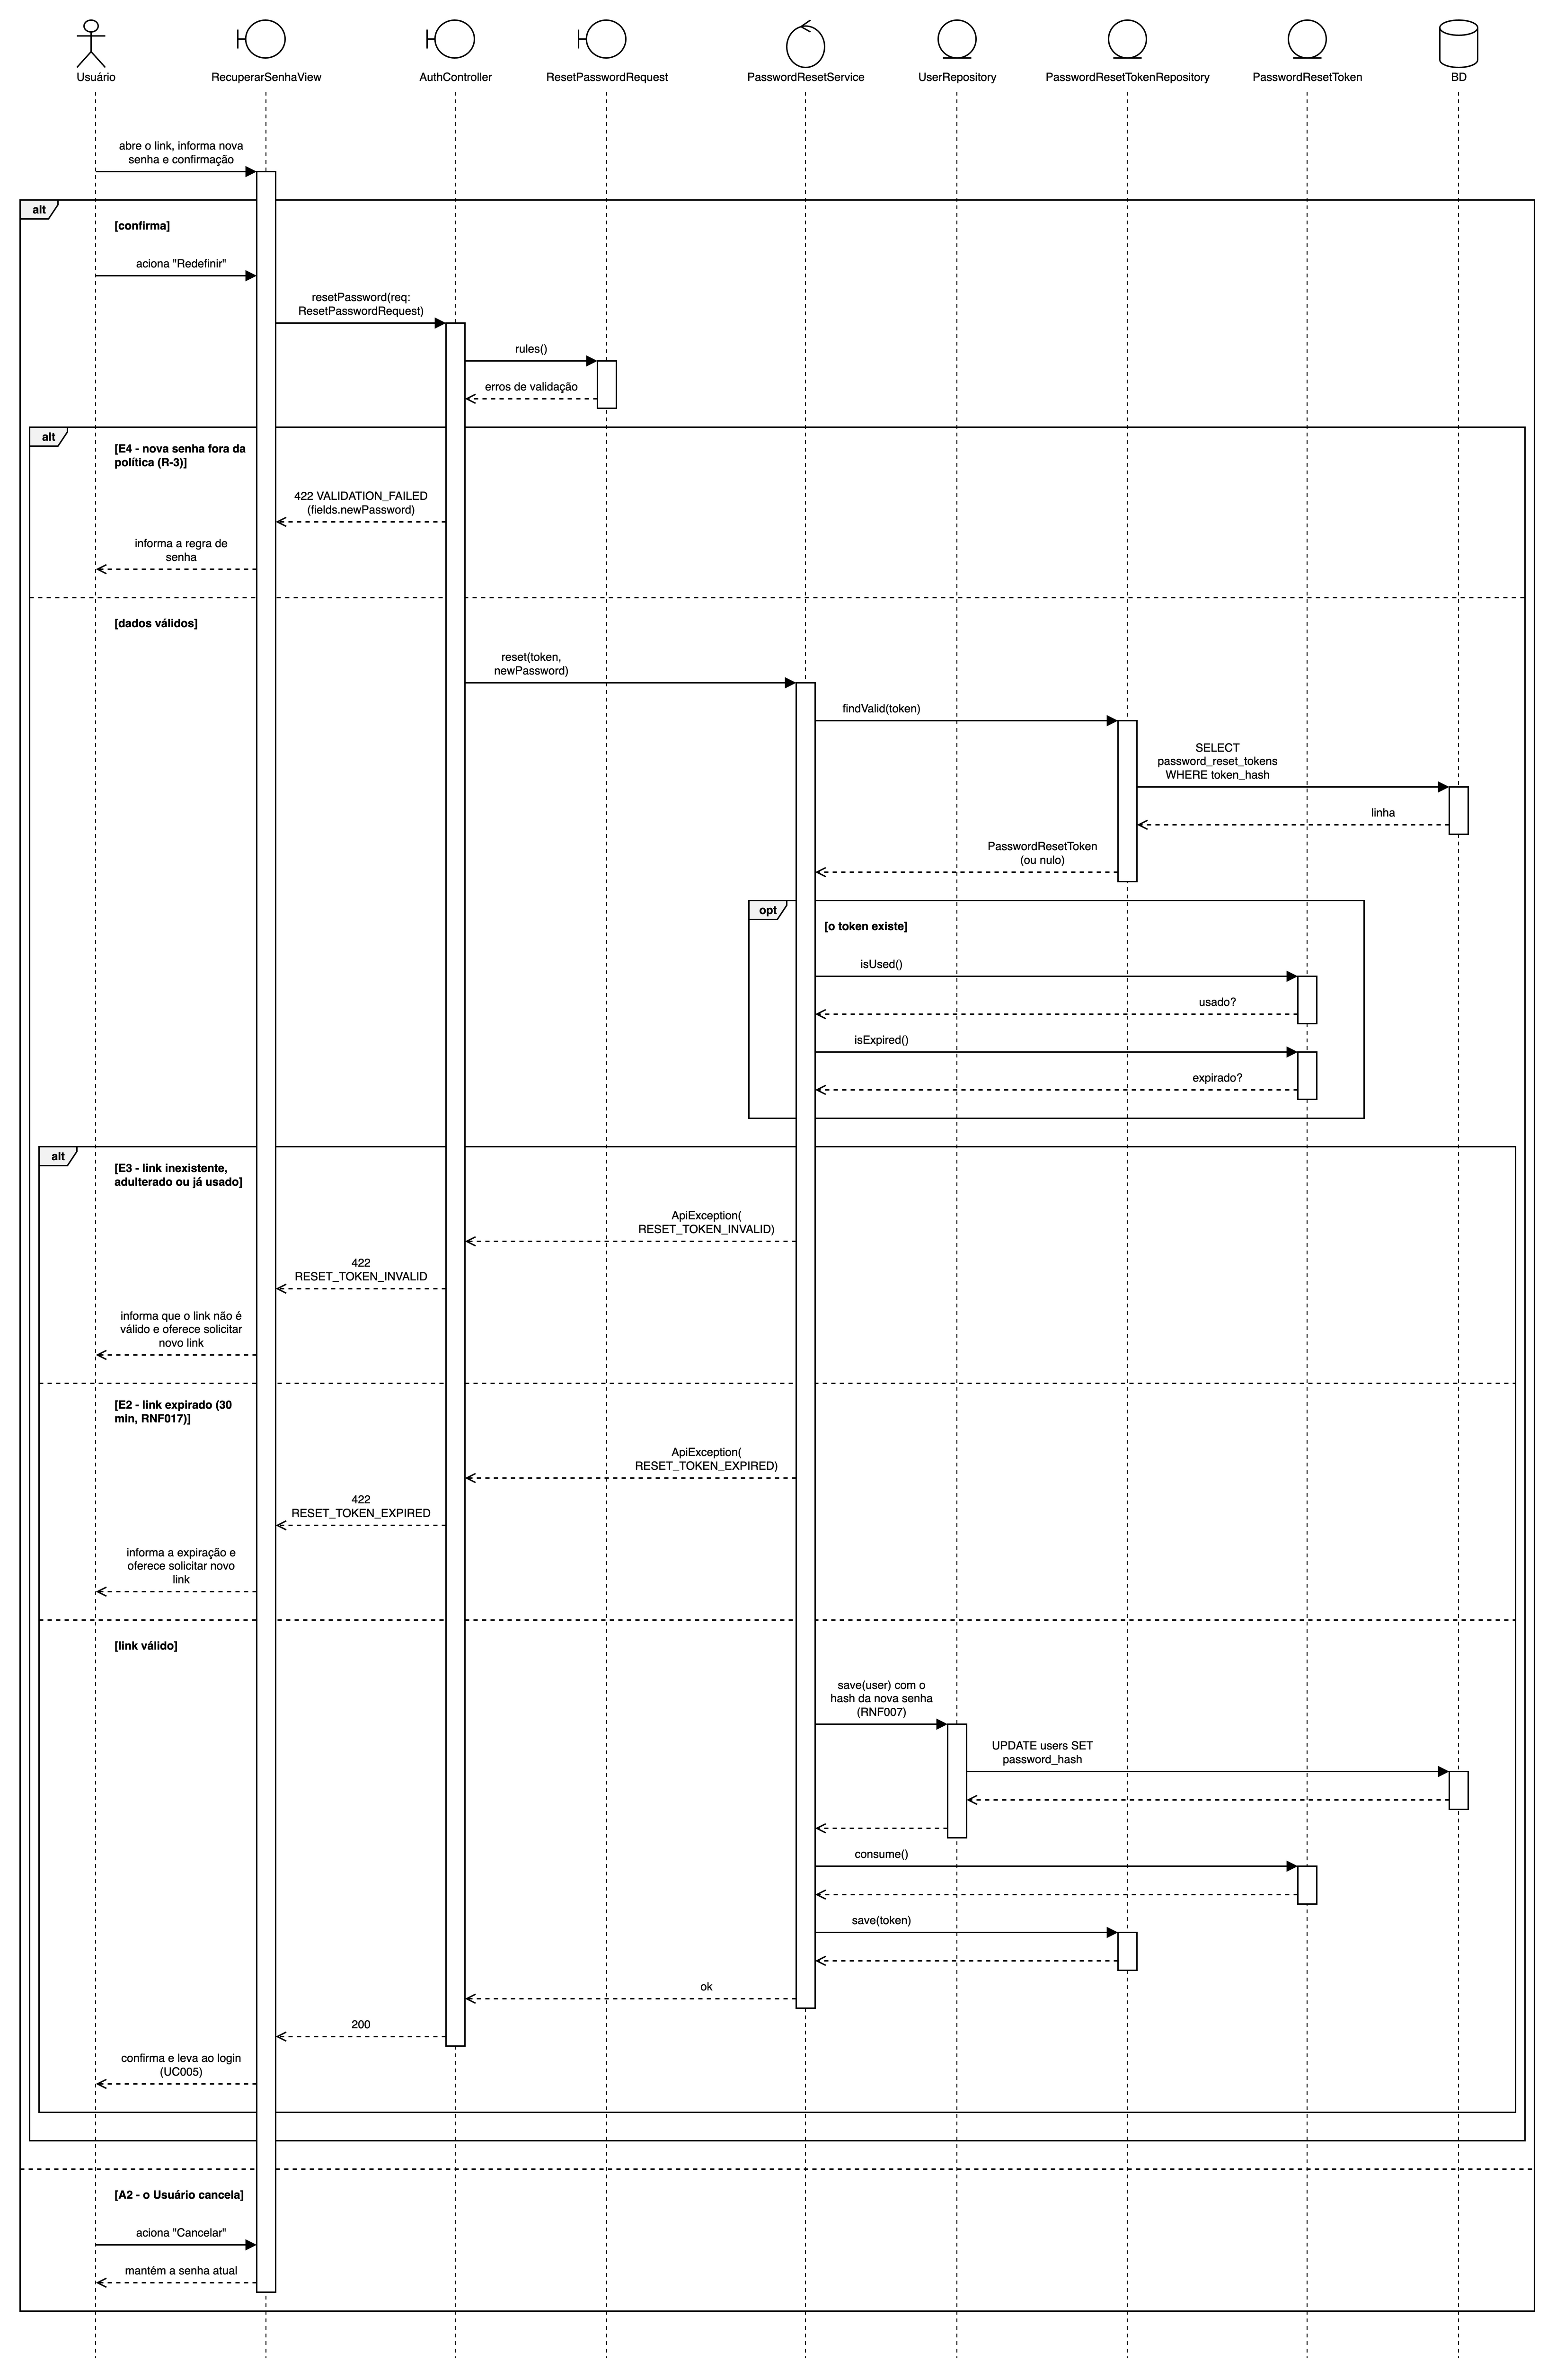 Usuário
RecuperarSenhaView
AuthController
ResetPasswordRequest
PasswordResetService
UserRepository
PasswordResetTokenRepository
PasswordResetToken
BD
abre o link, informa nova
senha e confirmação
alt
[confirma]
aciona "Redefinir"
resetPassword(req:
ResetPasswordRequest)
rules()
erros de validação
alt
[E4 - nova senha fora da
política (R-3)]
422 VALIDATION_FAILED
(fields.newPassword)
informa a regra de
senha
[dados válidos]
reset(token,
newPassword)
findValid(token)
SELECT
password_reset_tokens
WHERE token_hash
linha
PasswordResetToken
(ou nulo)
opt
[o token existe]
isUsed()
usado?
isExpired()
expirado?
alt
[E3 - link inexistente,
adulterado ou já usado]
ApiException(
RESET_TOKEN_INVALID)
422
RESET_TOKEN_INVALID
informa que o link não é
válido e oferece solicitar
novo link
[E2 - link expirado (30
min, RNF017)]
ApiException(
RESET_TOKEN_EXPIRED)
422
RESET_TOKEN_EXPIRED
informa a expiração e
oferece solicitar novo
link
[link válido]
save(user) com o
hash da nova senha
(RNF007)
UPDATE users SET
password_hash
consume()
save(token)
ok
200
confirma e leva ao login
(UC005)
[A2 - o Usuário cancela]
aciona "Cancelar"
mantém a senha atual